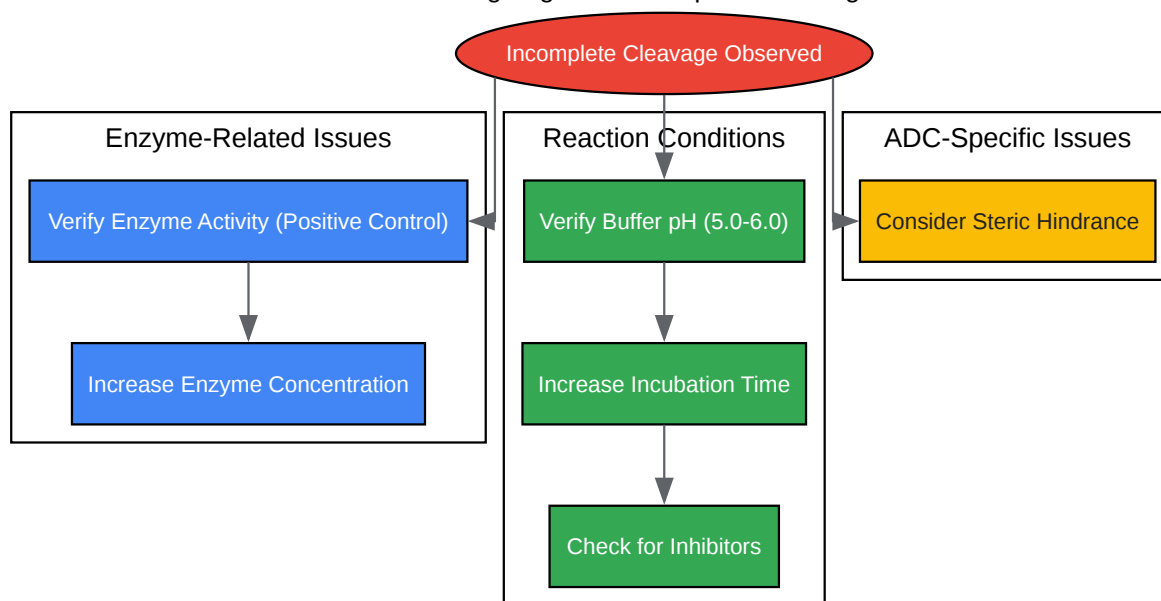 Incomplete Cleavage Observed
Enzyme-Related Issues
Verify Enzyme Activity (Positive Control)
Increase Enzyme Concentration
Reaction Conditions
Verify Buffer pH (5.0-6.0)
Increase Incubation Time
Check for Inhibitors
ADC-Specific Issues
Consider Steric Hindrance